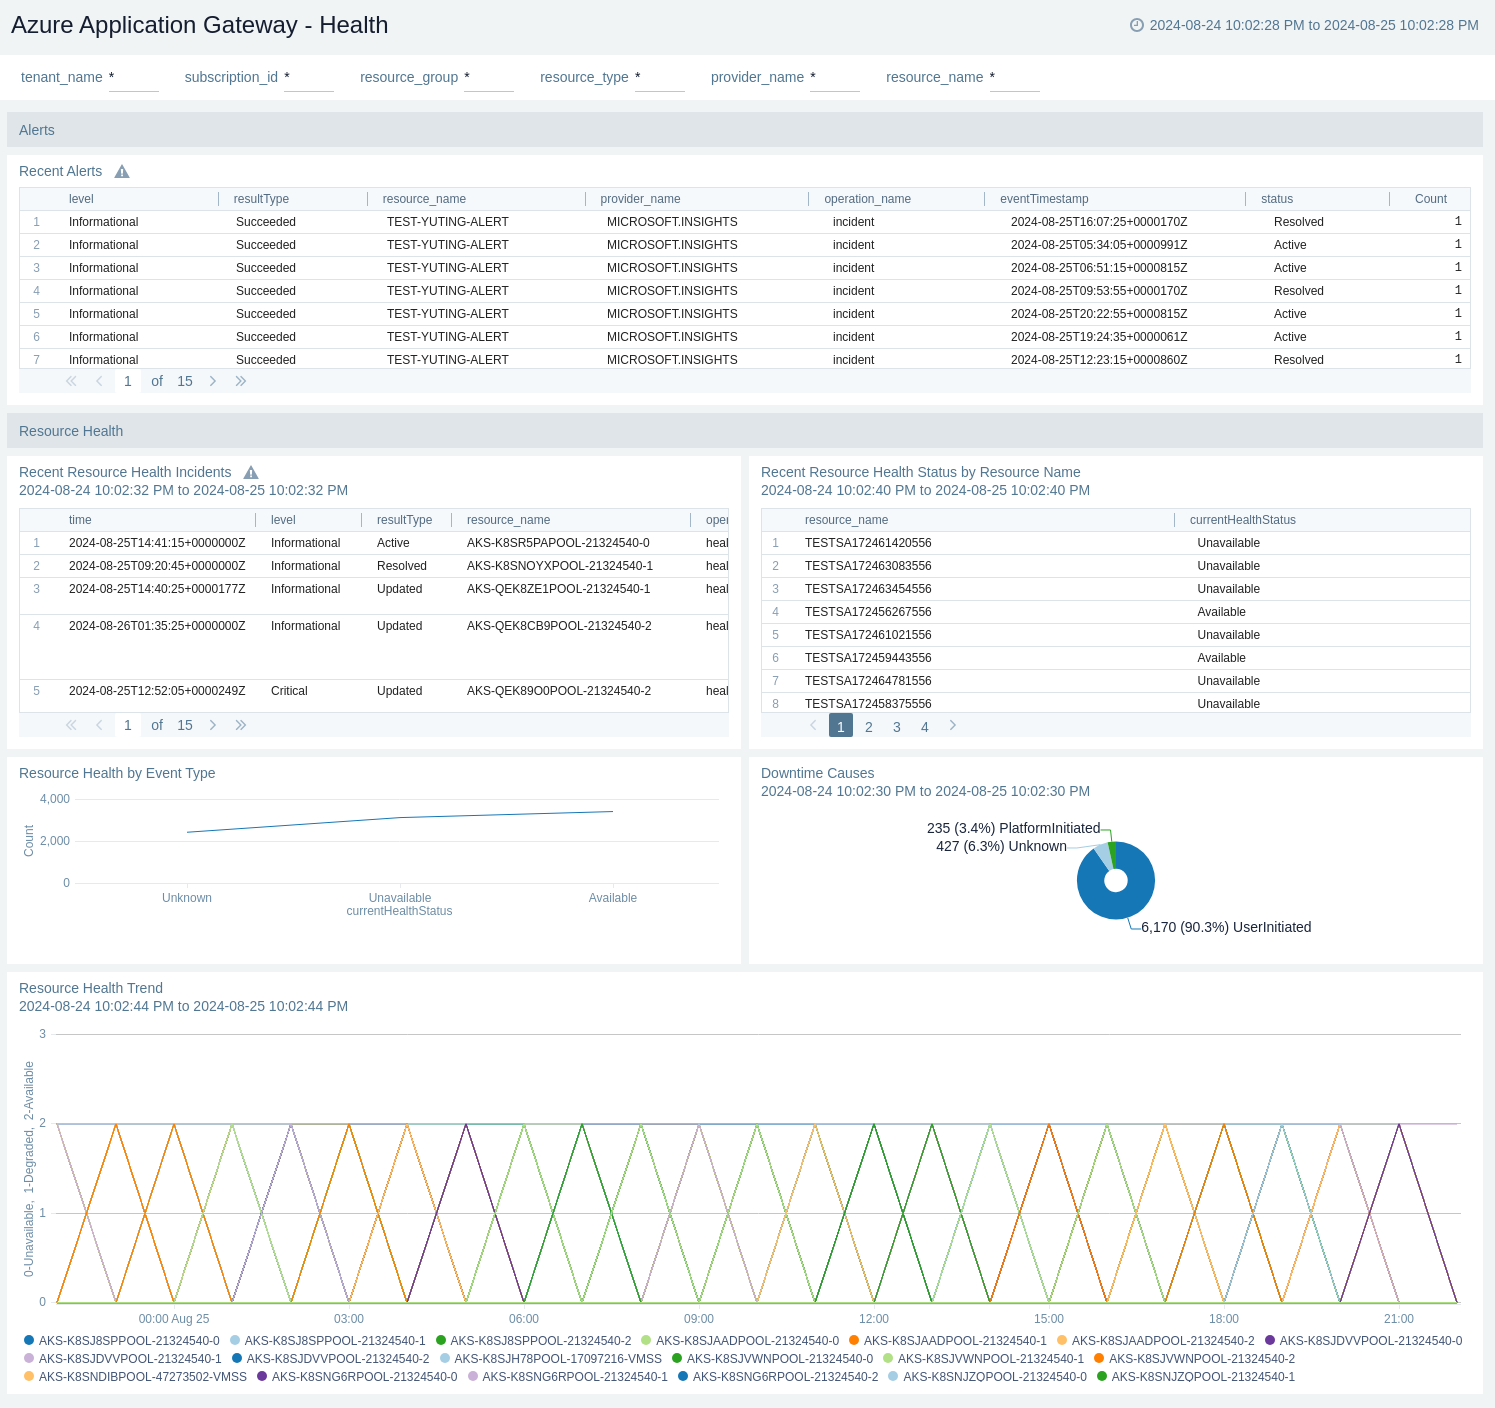 Azure Application Gateway - Health
2024-08-24 10:02:28 PM to 2024-08-25 10:02:28 PM
tenant_name * subscription_id * resource_group * resource_type * provider_name * resource_name *
Alerts
Recent Alerts
level resultType resource_name provider_name operation_name eventTimestamp status Count
1 Informational Succeeded TEST-YUTING-ALERT MICROSOFT.INSIGHTS incident 2024-08-25T16:07:25+0000170Z Resolved 1
2 Informational Succeeded TEST-YUTING-ALERT MICROSOFT.INSIGHTS incident 2024-08-25T05:34:05+0000991Z Active 1
3 Informational Succeeded TEST-YUTING-ALERT MICROSOFT.INSIGHTS incident 2024-08-25T06:51:15+0000815Z Active 1
4 Informational Succeeded TEST-YUTING-ALERT MICROSOFT.INSIGHTS incident 2024-08-25T09:53:55+0000170Z Resolved 1
5 Informational Succeeded TEST-YUTING-ALERT MICROSOFT.INSIGHTS incident 2024-08-25T20:22:55+0000815Z Active 1
6 Informational Succeeded TEST-YUTING-ALERT MICROSOFT.INSIGHTS incident 2024-08-25T19:24:35+0000061Z Active 1
7 Informational Succeeded TEST-YUTING-ALERT MICROSOFT.INSIGHTS incident 2024-08-25T12:23:15+0000860Z Resolved 1
1 of 15
Resource Health
Recent Resource Health Incidents
2024-08-24 10:02:32 PM to 2024-08-25 10:02:32 PM
time level resultType resource_name oper
1 2024-08-25T14:41:15+0000000Z Informational Active AKS-K8SR5PAPOOL-21324540-0 heal
2 2024-08-25T09:20:45+0000000Z Informational Resolved AKS-K8SNOYXPOOL-21324540-1 heal
3 2024-08-25T14:40:25+0000177Z Informational Updated AKS-QEK8ZE1POOL-21324540-1 heal
4 2024-08-26T01:35:25+0000000Z Informational Updated AKS-QEK8CB9POOL-21324540-2 heal
5 2024-08-25T12:52:05+0000249Z Critical Updated AKS-QEK89O0POOL-21324540-2 heal
1 of 15
Recent Resource Health Status by Resource Name
2024-08-24 10:02:40 PM to 2024-08-25 10:02:40 PM
resource_name currentHealthStatus
1 TESTSA172461420556 Unavailable
2 TESTSA172463083556 Unavailable
3 TESTSA172463454556 Unavailable
4 TESTSA172456267556 Available
5 TESTSA172461021556 Unavailable
6 TESTSA172459443556 Available
7 TESTSA172464781556 Unavailable
8 TESTSA172458375556 Unavailable
1 2 3 4
Resource Health by Event Type
4,000
2,000
0
Count
Unknown Unavailable Available
currentHealthStatus
Downtime Causes
2024-08-24 10:02:30 PM to 2024-08-25 10:02:30 PM
235 (3.4%) PlatformInitiated
427 (6.3%) Unknown
6,170 (90.3%) UserInitiated
Resource Health Trend
2024-08-24 10:02:44 PM to 2024-08-25 10:02:44 PM
3
2
1
0
0-Unavailable, 1-Degraded, 2-Available
00:00 Aug 25 03:00 06:00 09:00 12:00 15:00 18:00 21:00
AKS-K8SJ8SPPOOL-21324540-0 AKS-K8SJ8SPPOOL-21324540-1 AKS-K8SJ8SPPOOL-21324540-2 AKS-K8SJAADPOOL-21324540-0 AKS-K8SJAADPOOL-21324540-1 AKS-K8SJAADPOOL-21324540-2 AKS-K8SJDVVPOOL-21324540-0
AKS-K8SJDVVPOOL-21324540-1 AKS-K8SJDVVPOOL-21324540-2 AKS-K8SJH78POOL-17097216-VMSS AKS-K8SJVWNPOOL-21324540-0 AKS-K8SJVWNPOOL-21324540-1 AKS-K8SJVWNPOOL-21324540-2
AKS-K8SNDIBPOOL-47273502-VMSS AKS-K8SNG6RPOOL-21324540-0 AKS-K8SNG6RPOOL-21324540-1 AKS-K8SNG6RPOOL-21324540-2 AKS-K8SNJZQPOOL-21324540-0 AKS-K8SNJZQPOOL-21324540-1